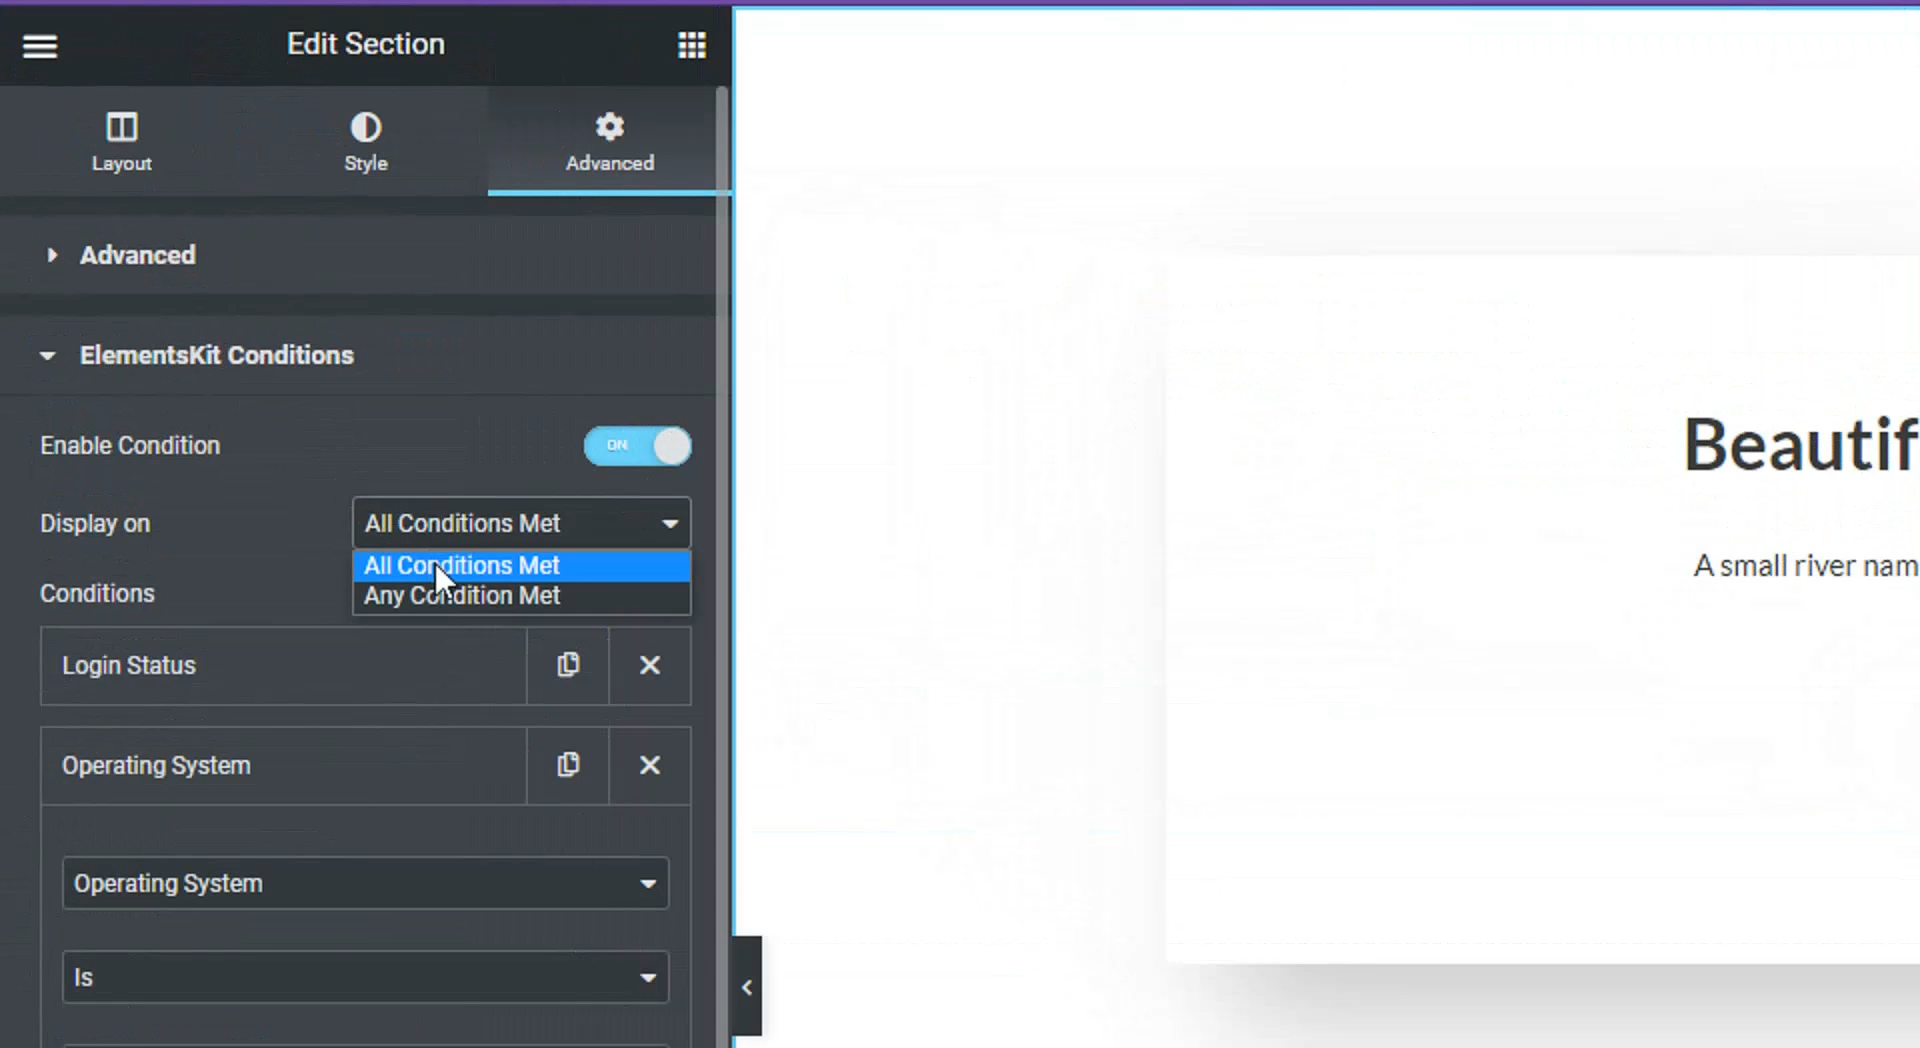 Edit Section
Layout
Style
Advanced
Advanced
ElementsKit Conditions
Enable Condition
ON
Display on
All Conditions Met
All Conditions Met
Any Condition Met
Conditions
Login Status
Operating System
Operating System
Is
Beautif
A small river nam